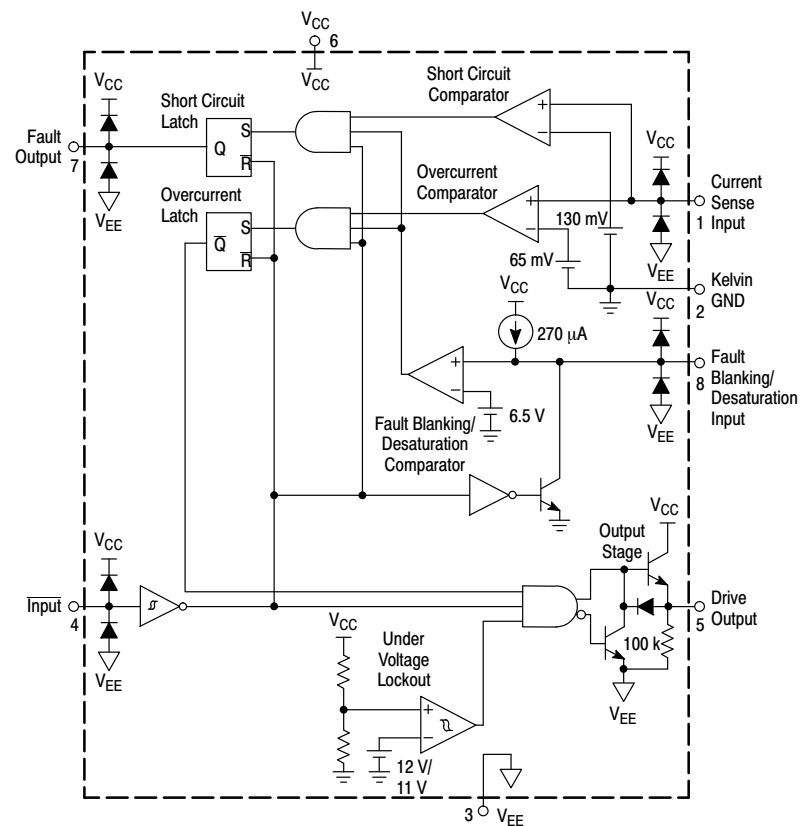 VCC
6
VCC
Short Circuit
Comparator
VCC
Short Circuit
Latch
S
Q
R̅
Fault
Output
7
VEE
Overcurrent
Comparator
Overcurrent
Latch
S
Q̅
R̅
+
−
+
−
130 mV
65 mV
VCC
Current
Sense
Input
1
VEE
Kelvin
GND
2
VCC
270 μA
VCC
Fault
Blanking/
Desaturation
Input
8
VEE
+
−
6.5 V
Fault Blanking/
Desaturation
Comparator
VCC
Output
Stage
VCC
I̅n̅p̅u̅t̅
4
VEE
Drive
Output
5
100 k
VEE
VCC
Under
Voltage
Lockout
+
−
12 V/
11 V
3
VEE